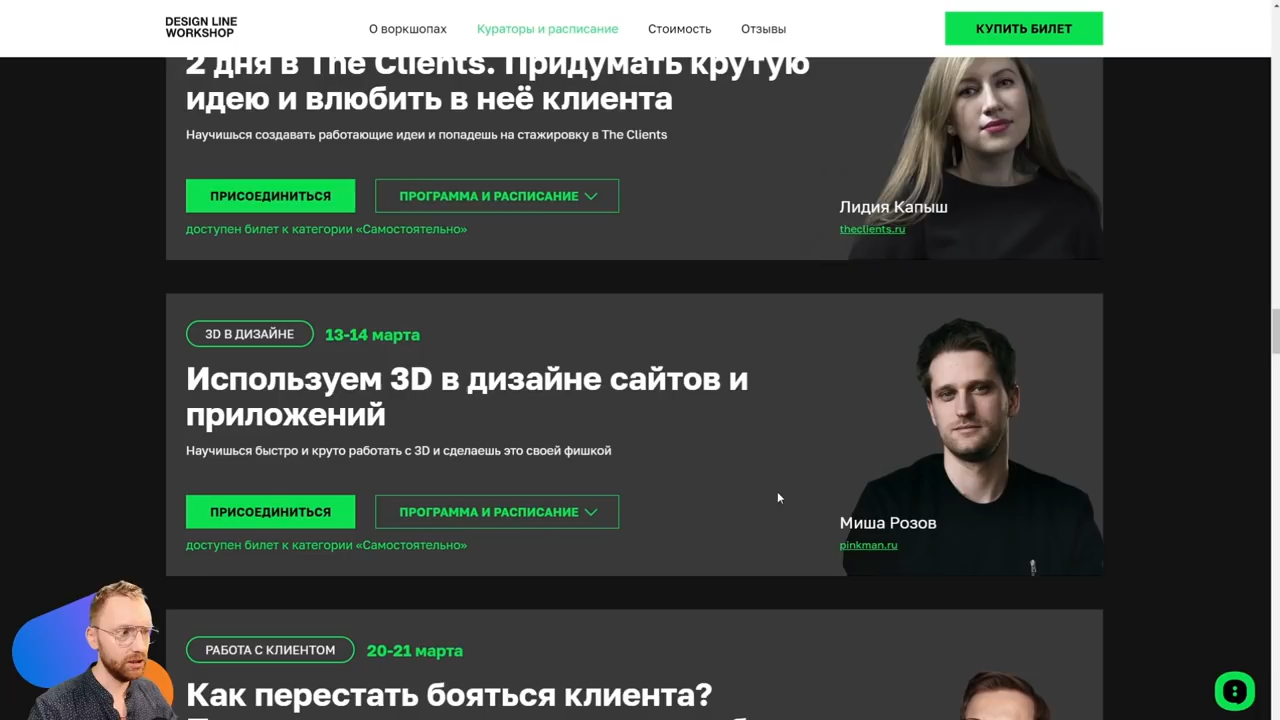 DESIGN LINE
WORKSHOP
О воркшопах
Кураторы и расписание
Стоимость
Отзывы
КУПИТЬ БИЛЕТ
2 дня в The Clients. Придумать крутую
идею и влюбить в неё клиента
Научишься создавать работающие идеи и попадешь на стажировку в The Clients
ПРИСОЕДИНИТЬСЯ
ПРОГРАММА И РАСПИСАНИЕ
доступен билет к категории «Самостоятельно»
Лидия Капыш
theclients.ru
3D В ДИЗАЙНЕ
13-14 марта
Используем 3D в дизайне сайтов и
приложений
Научишься быстро и круто работать с 3D и сделаешь это своей фишкой
ПРИСОЕДИНИТЬСЯ
ПРОГРАММА И РАСПИСАНИЕ
доступен билет к категории «Самостоятельно»
Миша Розов
pinkman.ru
РАБОТА С КЛИЕНТОМ
20-21 марта
Как перестать бояться клиента?